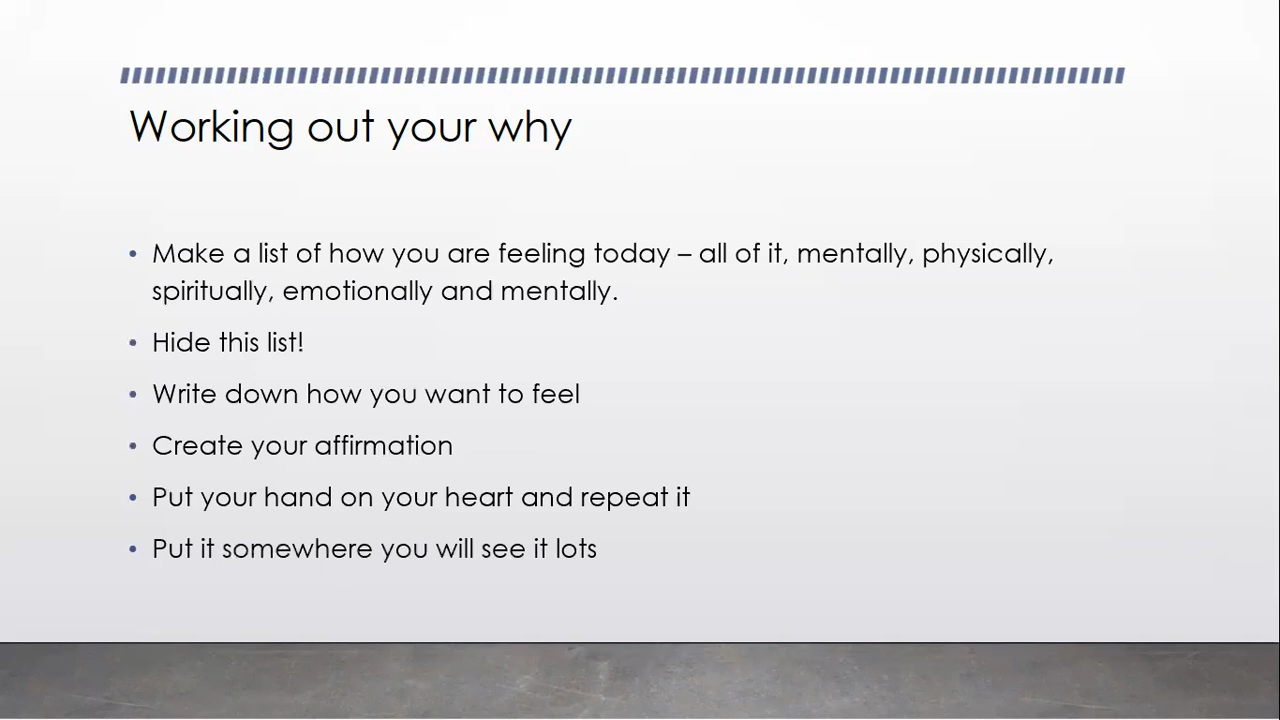 Working out your why
• Make a list of how you are feeling today – all of it, mentally, physically,
spiritually, emotionally and mentally.
• Hide this list!
• Write down how you want to feel
• Create your affirmation
• Put your hand on your heart and repeat it
• Put it somewhere you will see it lots